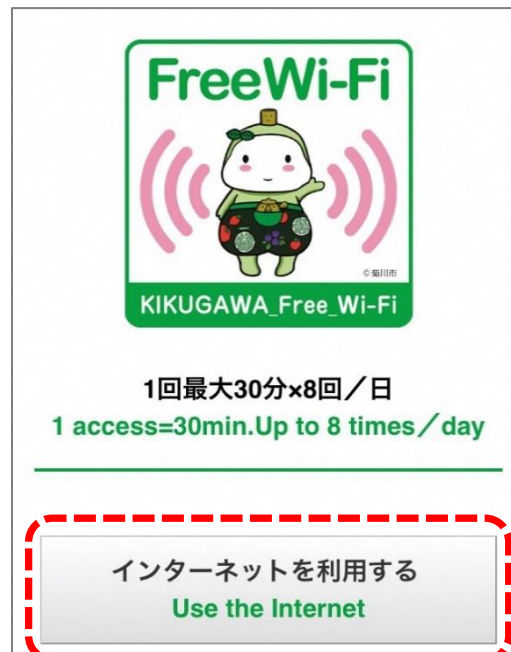 FreeWi-Fi
©菊川市
KIKUGAWA_Free_Wi-Fi
1回最大30分×8回／日
1 access=30min.Up to 8 times／day
インターネットを利用する
Use the Internet